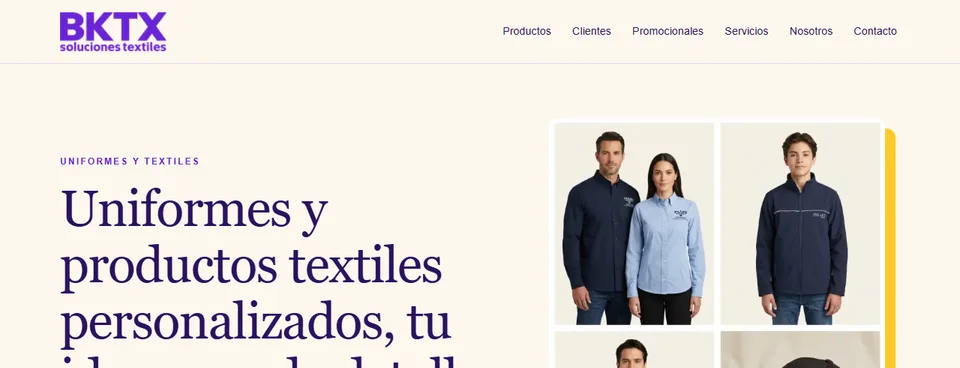 BKTX
soluciones textiles
Productos Clientes Promocionales Servicios Nosotros Contacto
UNIFORMES Y TEXTILES
Uniformes y
productos textiles
personalizados, tu